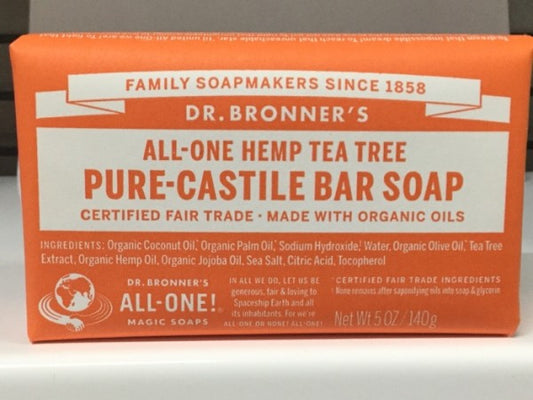 FAMILY SOAPMAKERS SINCE 1858
DR. BRONNER'S
ALL-ONE HEMP TEA TREE
PURE-CASTILE BAR SOAP
CERTIFIED FAIR TRADE · MADE WITH ORGANIC OILS
INGREDIENTS: Organic Coconut Oil,* Organic Palm Oil,* Sodium Hydroxide,† Water, Organic Olive Oil,* Tea Tree
Extract, Organic Hemp Oil, Organic Jojoba Oil, Sea Salt, Citric Acid, Tocopherol
DR. BRONNER'S
ALL-ONE!®
MAGIC SOAPS
IN ALL WE DO, LET US BE
generous, fair & loving to
Spaceship Earth and all
its inhabitants. For we're
ALL-ONE OR NONE! ALL-ONE!
*CERTIFIED FAIR TRADE INGREDIENTS
† None remains after saponifying oils into soap & glycerin
Net Wt 5 OZ / 140g